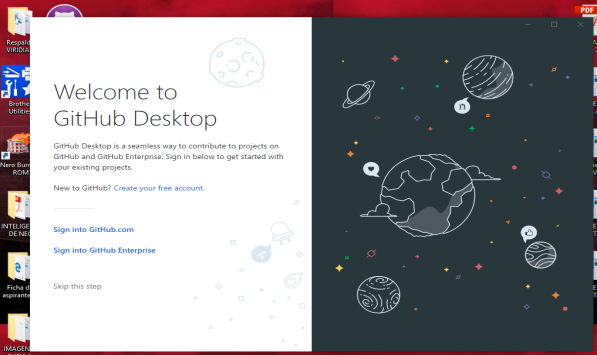 Respald
VIRIDIA
Brothe
Utilitie
Nero Burn
ROM
INTELIGE
DE NEG
Ficha de
aspirante
IMAGEN
PDF
Welcome to
GitHub Desktop
GitHub Desktop is a seamless way to contribute to projects on
GitHub and GitHub Enterprise. Sign in below to get started with
your existing projects.
New to GitHub? Create your free account.
Sign into GitHub.com
Sign into GitHub Enterprise
Skip this step